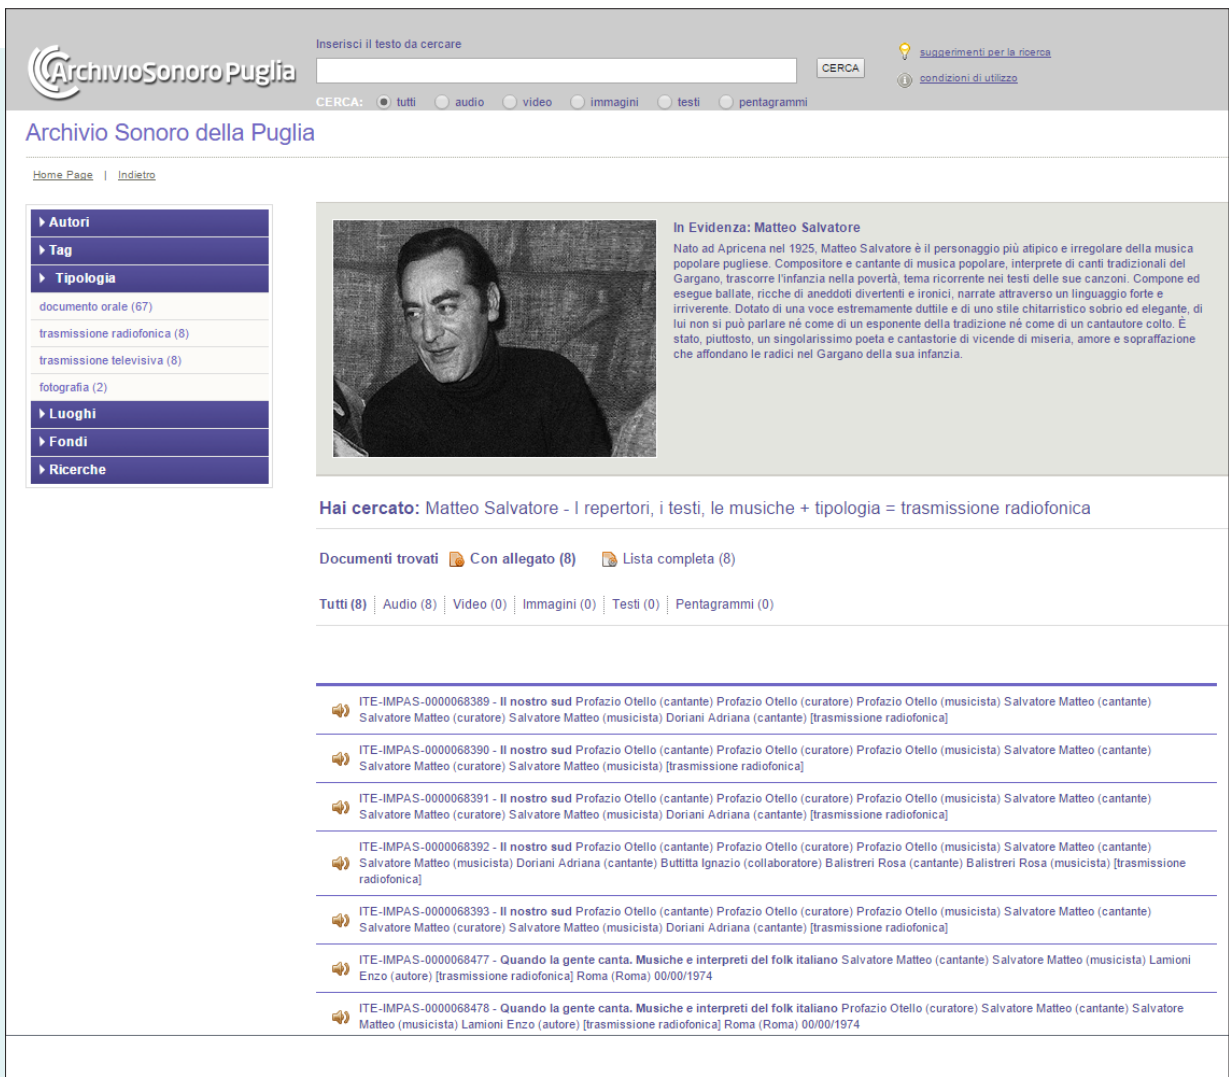 Inserisci il testo da cercare
ArchivioSonoroPuglia
CERCA
suggerimenti per la ricerca
condizioni di utilizzo
CERCA: tutti audio video immagini testi pentagrammi
Archivio Sonoro della Puglia
Home Page | Indietro
Autori
Tag
Tipologia
documento orale (67)
trasmissione radiofonica (8)
trasmissione televisiva (8)
fotografia (2)
Luoghi
Fondi
Ricerche
In Evidenza: Matteo Salvatore
Nato ad Apricena nel 1925, Matteo Salvatore è il personaggio più atipico e irregolare della musica
popolare pugliese. Compositore e cantante di musica popolare, interprete di canti tradizionali del
Gargano, trascorre l'infanzia nella povertà, tema ricorrente nei testi delle sue canzoni. Compone ed
esegue ballate, ricche di aneddoti divertenti e ironici, narrate attraverso un linguaggio forte e
irriverente. Dotato di una voce estremamente duttile e di uno stile chitarristico sobrio ed elegante, di
lui non si può parlare né come di un esponente della tradizione né come di un cantautore colto. È
stato, piuttosto, un singolarissimo poeta e cantastorie di vicende di miseria, amore e sopraffazione
che affondano le radici nel Gargano della sua infanzia.
Hai cercato: Matteo Salvatore - I repertori, i testi, le musiche + tipologia = trasmissione radiofonica
Documenti trovati Con allegato (8) Lista completa (8)
Tutti (8) Audio (8) Video (0) Immagini (0) Testi (0) Pentagrammi (0)
ITE-IMPAS-0000068389 - Il nostro sud Profazio Otello (cantante) Profazio Otello (curatore) Profazio Otello (musicista) Salvatore Matteo (cantante)
Salvatore Matteo (curatore) Salvatore Matteo (musicista) Doriani Adriana (cantante) [trasmissione radiofonica]
ITE-IMPAS-0000068390 - Il nostro sud Profazio Otello (cantante) Profazio Otello (curatore) Profazio Otello (musicista) Salvatore Matteo (cantante)
Salvatore Matteo (curatore) Salvatore Matteo (musicista) [trasmissione radiofonica]
ITE-IMPAS-0000068391 - Il nostro sud Profazio Otello (cantante) Profazio Otello (curatore) Profazio Otello (musicista) Salvatore Matteo (cantante)
Salvatore Matteo (curatore) Salvatore Matteo (musicista) Doriani Adriana (cantante) [trasmissione radiofonica]
ITE-IMPAS-0000068392 - Il nostro sud Profazio Otello (cantante) Profazio Otello (curatore) Profazio Otello (musicista) Salvatore Matteo (cantante)
Salvatore Matteo (musicista) Doriani Adriana (cantante) Buttitta Ignazio (collaboratore) Balistreri Rosa (cantante) Balistreri Rosa (musicista) [trasmissione
radiofonica]
ITE-IMPAS-0000068393 - Il nostro sud Profazio Otello (cantante) Profazio Otello (curatore) Profazio Otello (musicista) Salvatore Matteo (cantante)
Salvatore Matteo (curatore) Salvatore Matteo (musicista) Doriani Adriana (cantante) [trasmissione radiofonica]
ITE-IMPAS-0000068477 - Quando la gente canta. Musiche e interpreti del folk italiano Salvatore Matteo (cantante) Salvatore Matteo (musicista) Lamioni
Enzo (autore) [trasmissione radiofonica] Roma (Roma) 00/00/1974
ITE-IMPAS-0000068478 - Quando la gente canta. Musiche e interpreti del folk italiano Profazio Otello (curatore) Salvatore Matteo (cantante) Salvatore
Matteo (musicista) Lamioni Enzo (autore) [trasmissione radiofonica] Roma (Roma) 00/00/1974